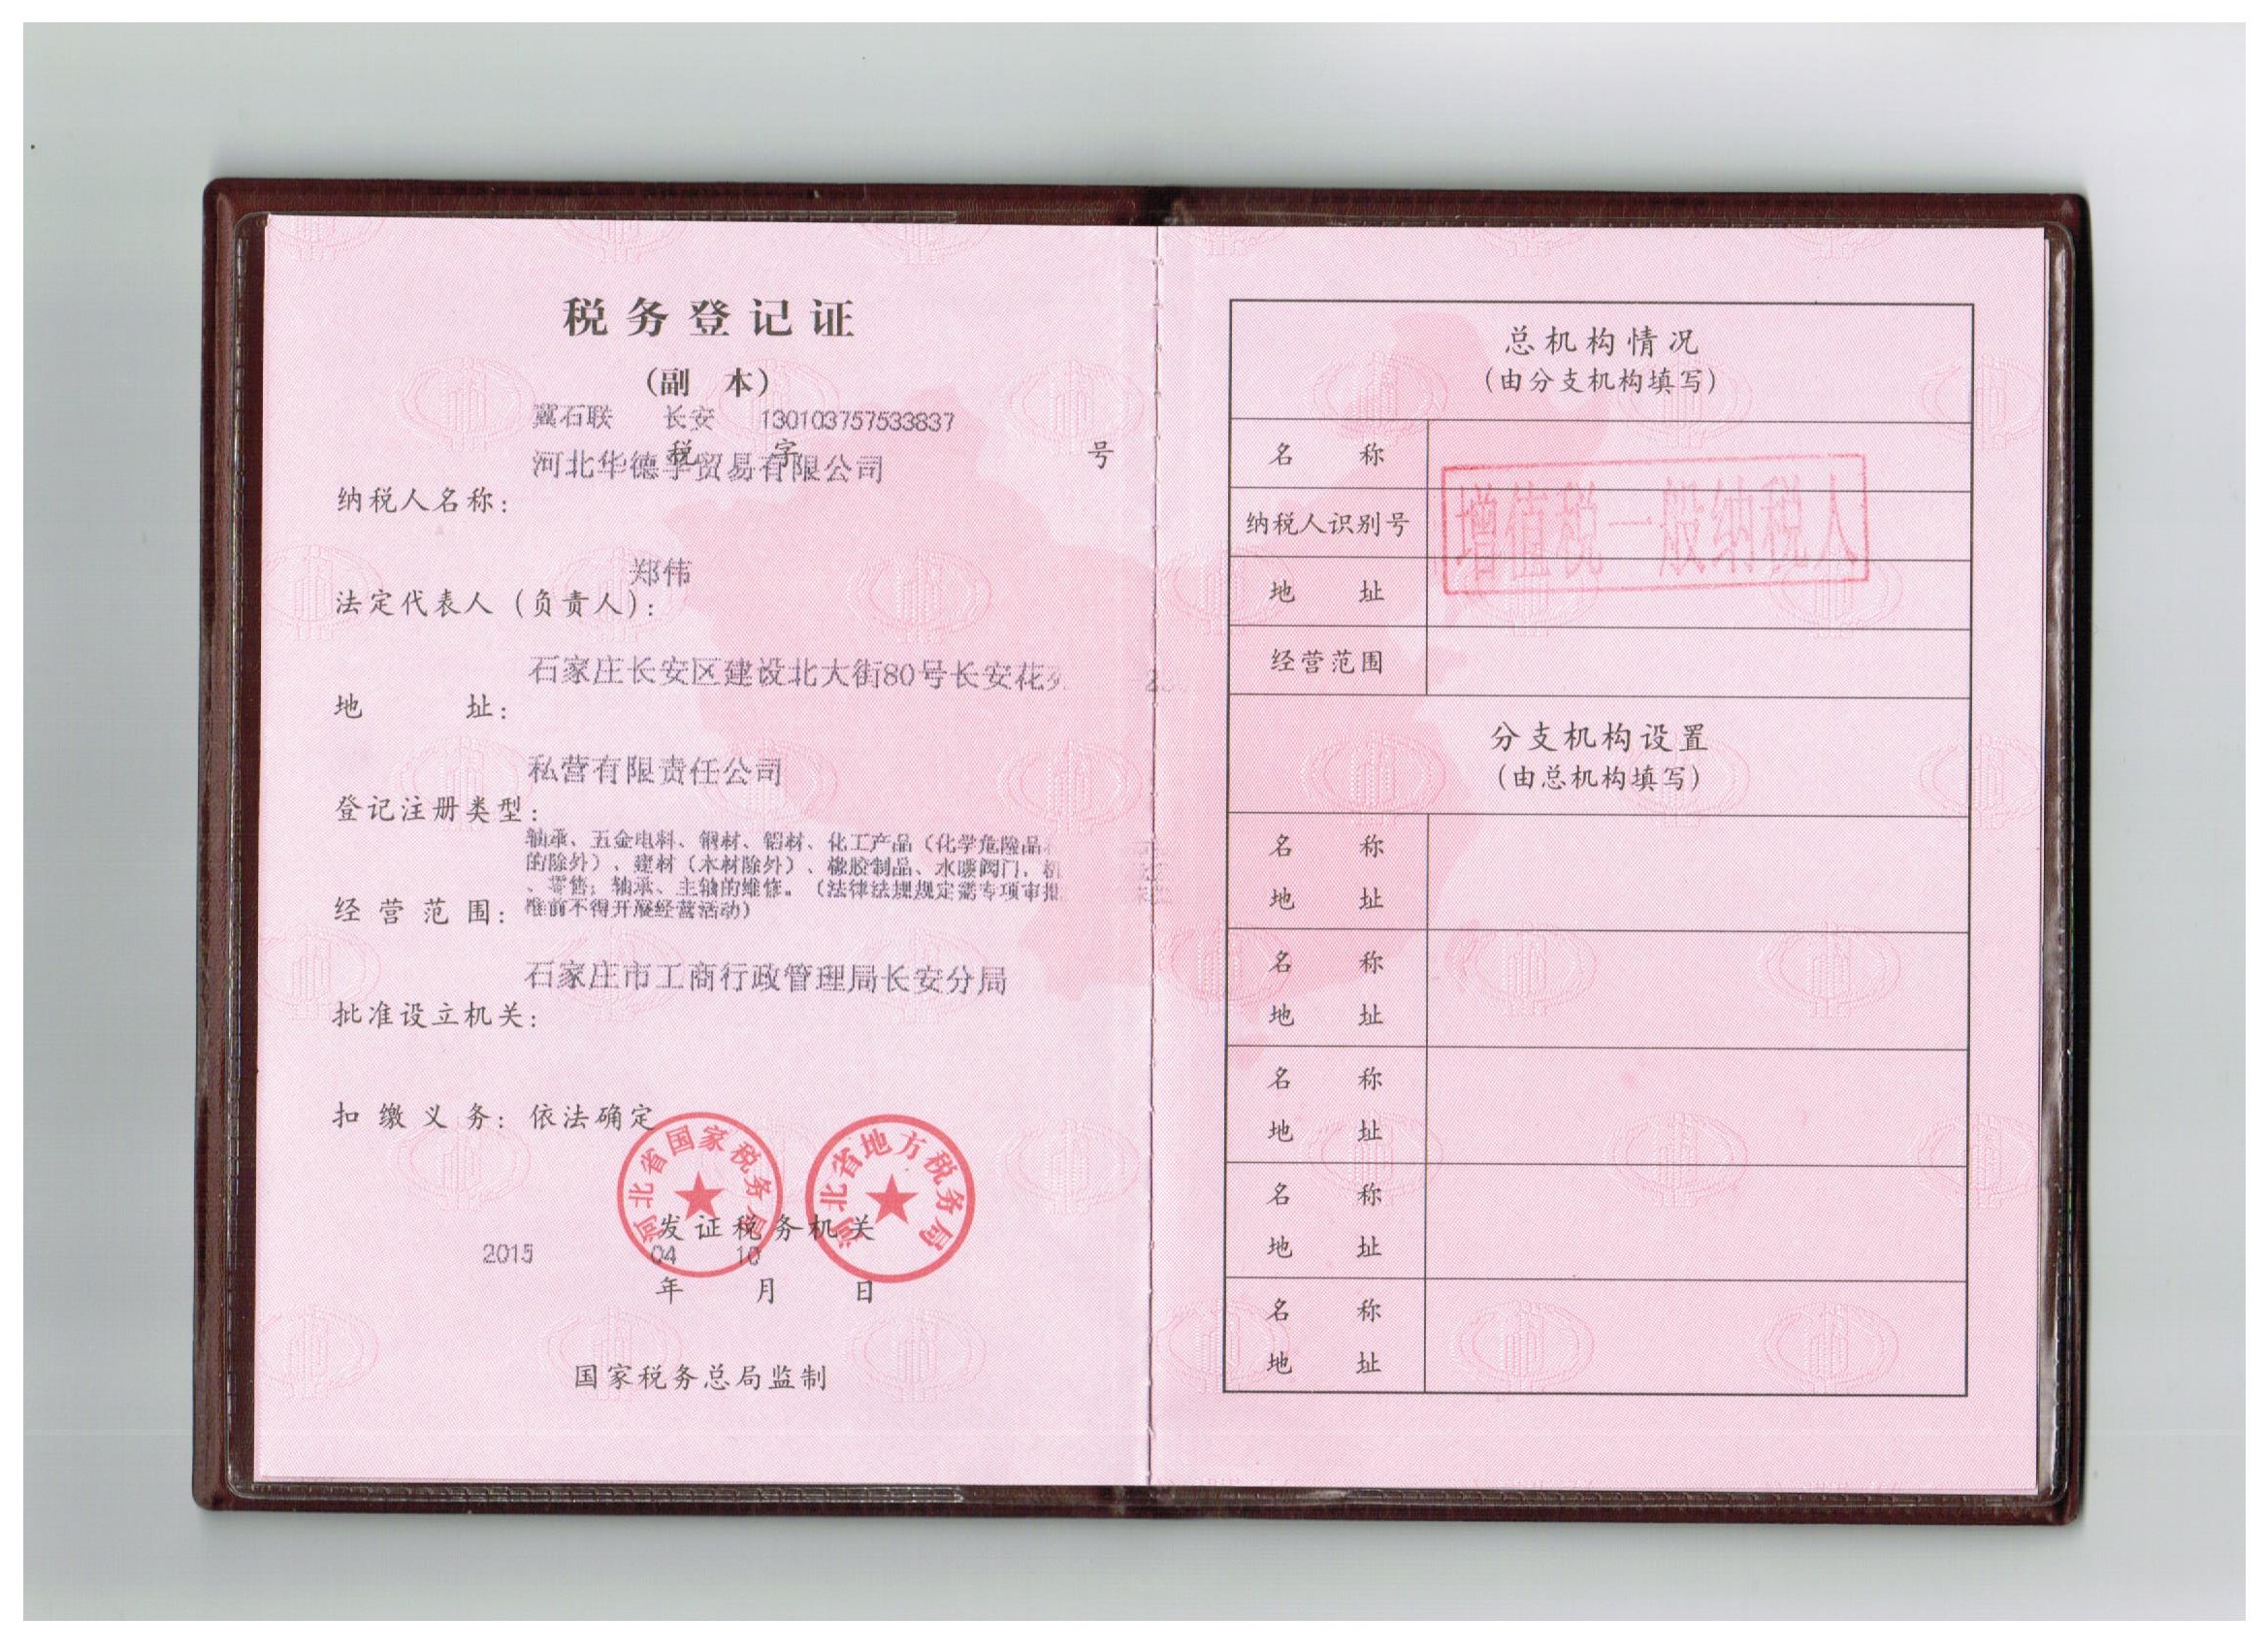 税务登记证
(副 本)
冀石联 长安 130103757533837
税 字 号
河北华德孚贸易有限公司
纳税人名称:
郑伟
法定代表人(负责人):
石家庄长安区建设北大街80号长安花
地 址:
私营有限责任公司
登记注册类型:
轴承、五金电料、钢材、铝材、化工产品(化学危险品
的除外)、建材(木材除外)、橡胶制品、水暖阀门,
、零售;轴承、主轴的维修。(法律法规规定需专项审批
经营范围: 准前不得开展经营活动)
石家庄市工商行政管理局长安分局
批准设立机关:
扣缴义务: 依法确定
河北省国家税务局
河北省地方税务局
发证税务机关
2015 04 10
年 月 日
国家税务总局监制
总机构情况
(由分支机构填写)
名 称
纳税人识别号
地 址
经营范围
增值税一般纳税人
分支机构设置
(由总机构填写)
名 称
地 址
名 称
地 址
名 称
地 址
名 称
地 址
名 称
地 址